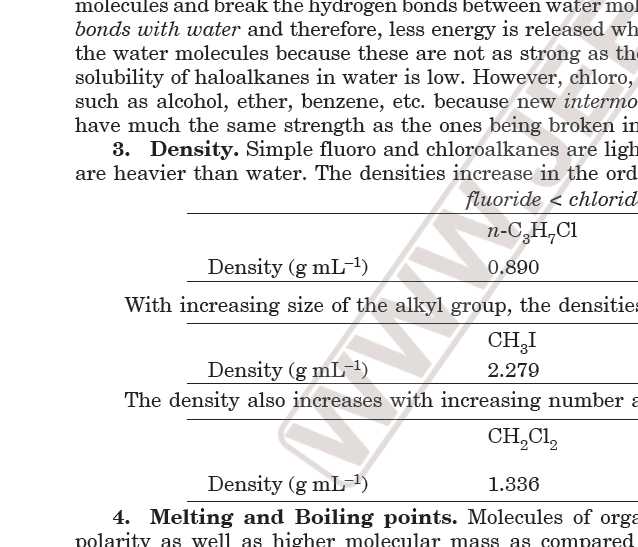 molecules and break the hydrogen bonds between water mol
bonds with water and therefore, less energy is released wh
the water molecules because these are not as strong as the
solubility of haloalkanes in water is low. However, chloro,
such as alcohol, ether, benzene, etc. because new intermo
have much the same strength as the ones being broken in
3. Density. Simple fluoro and chloroalkanes are ligh
are heavier than water. The densities increase in the ord
fluoride < chlorid
n-C₃H₇Cl
Density (g mL⁻¹) 0.890
With increasing size of the alkyl group, the densities
CH₃I
Density (g mL⁻¹) 2.279
The density also increases with increasing number a
CH₂Cl₂
Density (g mL⁻¹) 1.336
4. Melting and Boiling points. Molecules of orga
polarity as well as higher molecular mass as compared
WWW.JEE